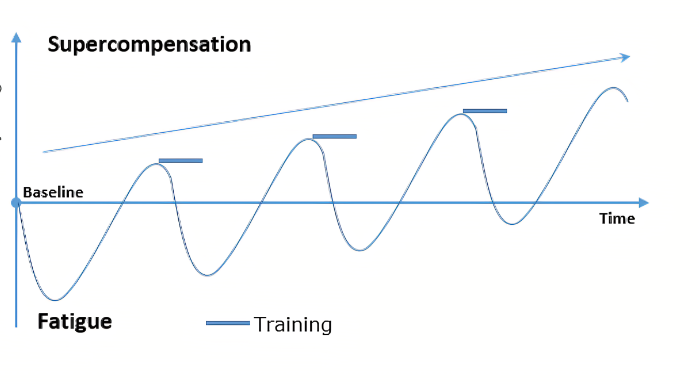 Supercompensation
Baseline
Time
Fatigue
Training